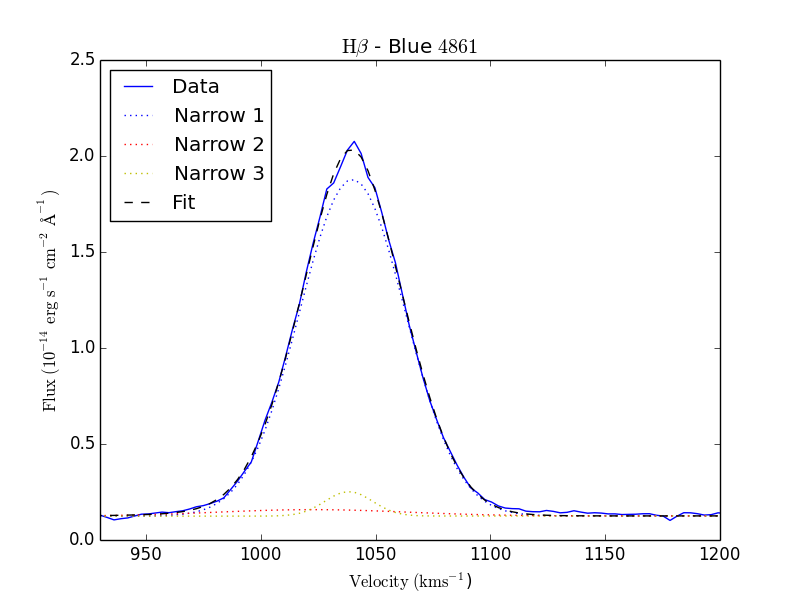 Hβ - Blue 4861
2.5
2.0
1.5
1.0
0.5
0.0
Flux (10⁻¹⁴ erg s⁻¹ cm⁻² Å⁻¹)
Data
Narrow 1
Narrow 2
Narrow 3
Fit
950 1000 1050 1100 1150 1200
Velocity (kms⁻¹)